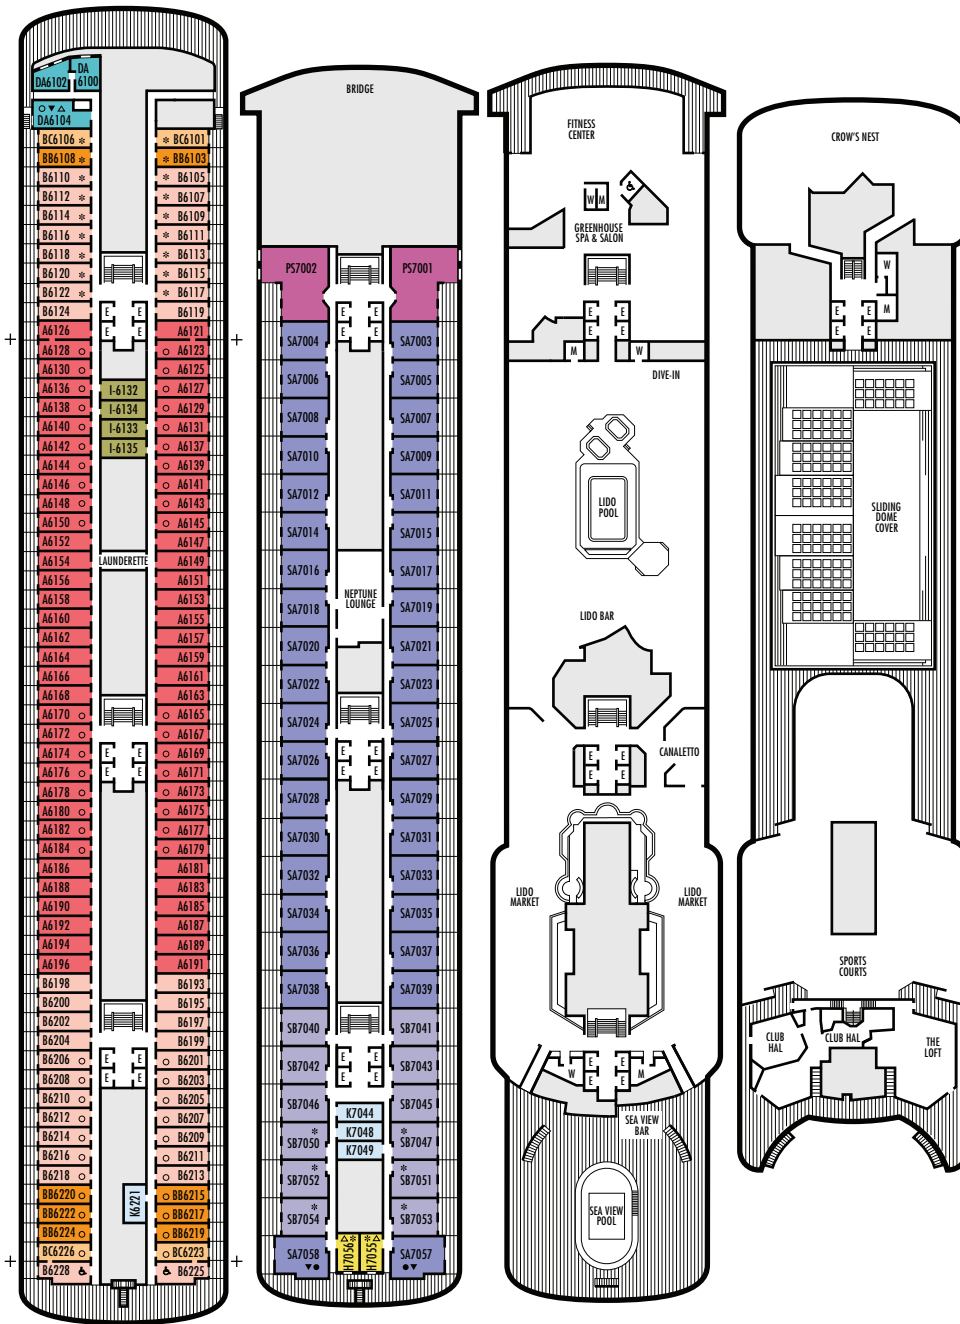 DA6102
DA
6100
DA6104
BC6106 BC6101
BB6108 BB6103
B6110 B6105
B6112 B6107
B6114 B6109
B6116 B6111
B6118 B6113
B6120 B6115
B6122 B6117
B6124 E E B6119
A6126 E E A6121
A6128 A6123
A6130 A6125
A6136 I-6132 A6127
A6138 I-6134 A6129
A6140 I-6133 A6131
A6142 I-6135 A6137
A6144 A6139
A6146 A6141
A6148 A6143
A6150 A6145
A6152 A6147
A6154 LAUNDERETTE A6149
A6156 A6151
A6158 A6153
A6160 A6155
A6162 A6157
A6164 A6159
A6166 A6161
A6168 A6163
A6170 A6165
A6172 A6167
A6174 E E A6169
A6176 E E A6171
A6178 A6173
A6180 A6175
A6182 A6177
A6184 A6179
A6186 A6181
A6188 A6183
A6190 A6185
A6192 A6187
A6194 A6189
A6196 A6191
B6198 B6193
B6200 B6195
B6202 B6197
B6204 B6199
B6206 E E B6201
B6208 E E B6203
B6210 B6205
B6212 B6207
B6214 B6209
B6216 B6211
B6218 B6213
BB6220 K6221 BB6215
BB6222 BB6217
BB6224 BB6219
BC6226 BC6223
B6228 B6225
BRIDGE
PS7002 PS7001
E E
E E
SA7004 SA7003
SA7006 SA7005
SA7008 SA7007
SA7010 SA7009
SA7012 SA7011
SA7014 SA7015
SA7016 SA7017
NEPTUNE
LOUNGE
SA7018 SA7019
SA7020 SA7021
SA7022 SA7023
SA7024 SA7025
SA7026 E E SA7027
E E
SA7028 SA7029
SA7030 SA7031
SA7032 SA7033
SA7034 SA7035
SA7036 SA7037
SA7038 SA7039
SB7040 SB7041
SB7042 E E SB7043
E E
SB7046 K7044 SB7045
SB7050 K7048 SB7047
K7049
SB7052 SB7051
SB7054 SB7053
SA7058 H7056 H7055 SA7057
FITNESS
CENTER
W M
GREENHOUSE
SPA & SALON
E E
E E
M W
DIVE-IN
LIDO
POOL
LIDO BAR
CANALETTO
E E
E E
LIDO
MARKET
LIDO
MARKET
W E E M
E E
SEA VIEW
BAR
SEA VIEW
POOL
CROW'S NEST
W
M
E E
E E
SLIDING
DOME
COVER
SPORTS
COURTS
CLUB
HAL
CLUB HAL
THE
LOFT